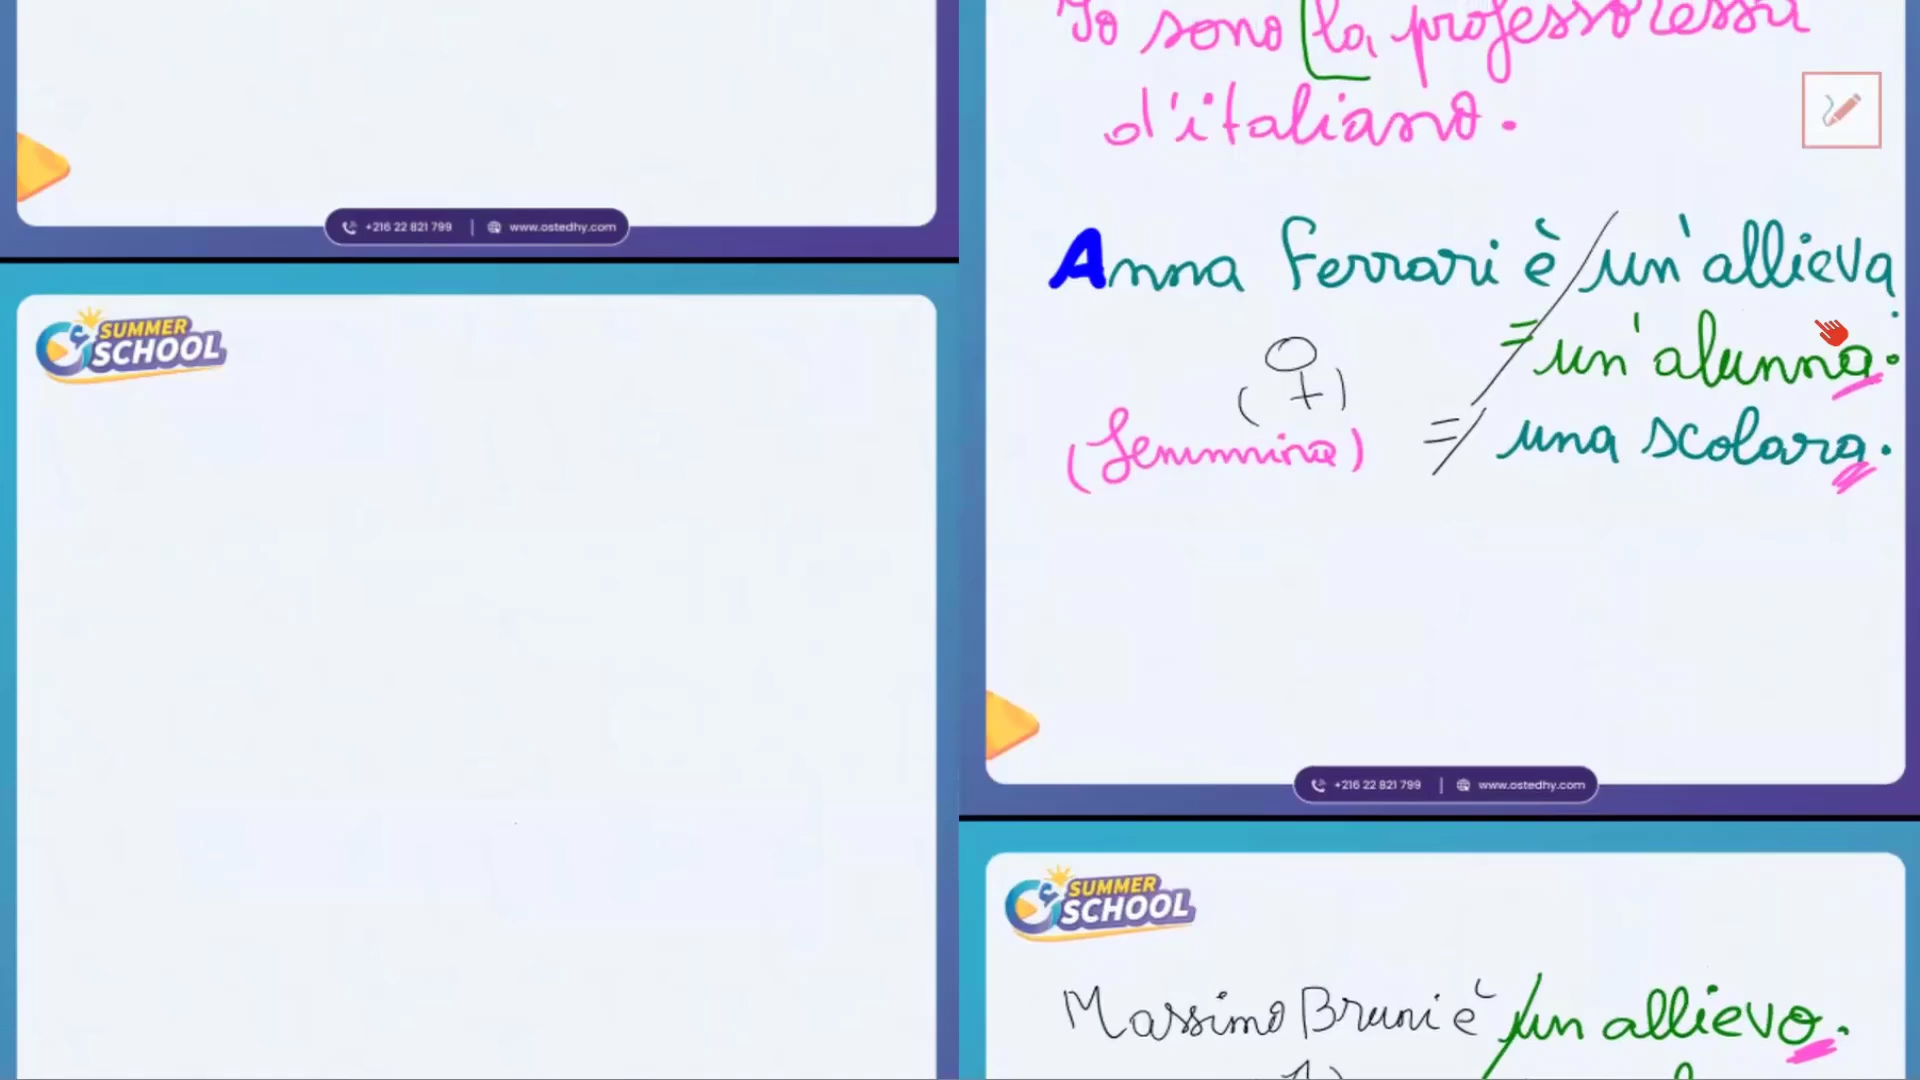 +216 22 821 799 | www.ostedhy.com
SUMMER
SCHOOL
Io sono la professoressa
d'italiano.
Anna Ferrari è un'allieva.
= un'alunna.
(femmina)
= una scolara.
+216 22 821 799 | www.ostedhy.com
SUMMER
SCHOOL
Massimo Bruni è un allievo.